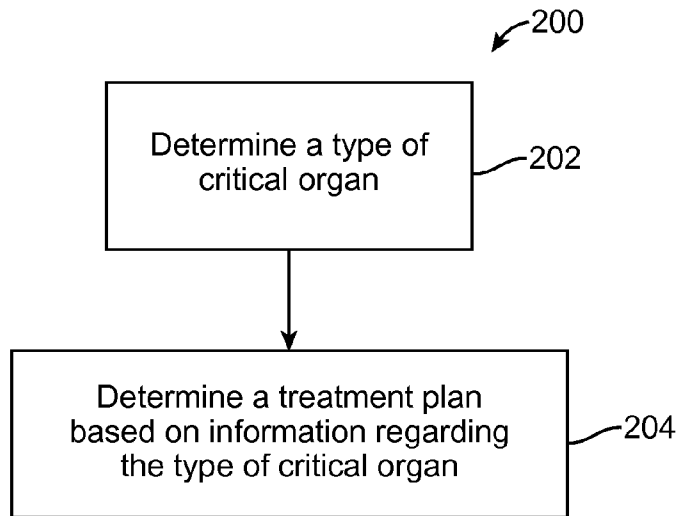 200
Determine a type of
critical organ
202
Determine a treatment plan
based on information regarding
the type of critical organ
204